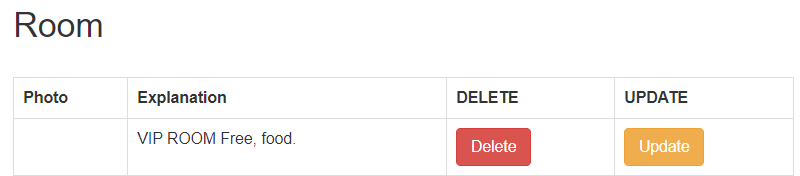 Room
Photo Explanation DELETE UPDATE
VIP ROOM Free, food. Delete Update